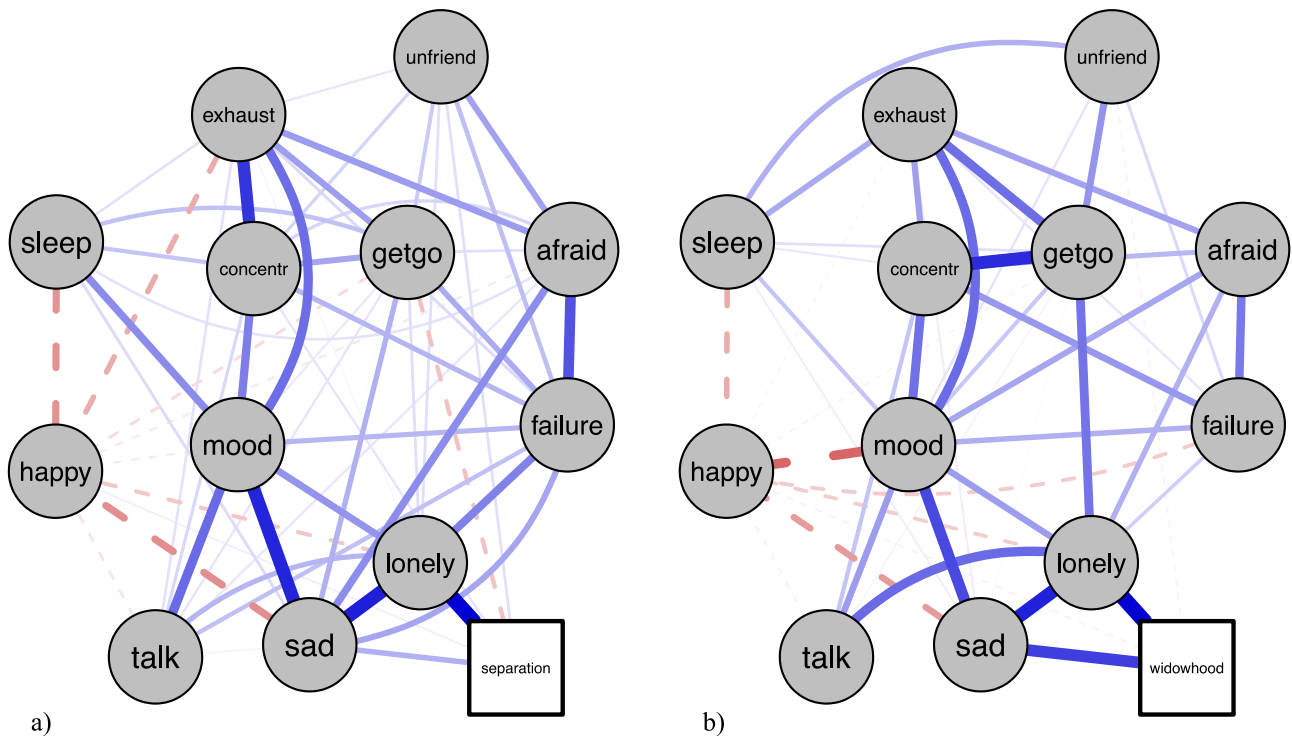 unfriend
exhaust
sleep
concentr
getgo
afraid
happy
mood
failure
lonely
talk
sad
separation
a)
unfriend
exhaust
sleep
concentr
getgo
afraid
happy
mood
failure
lonely
talk
sad
widowhood
b)